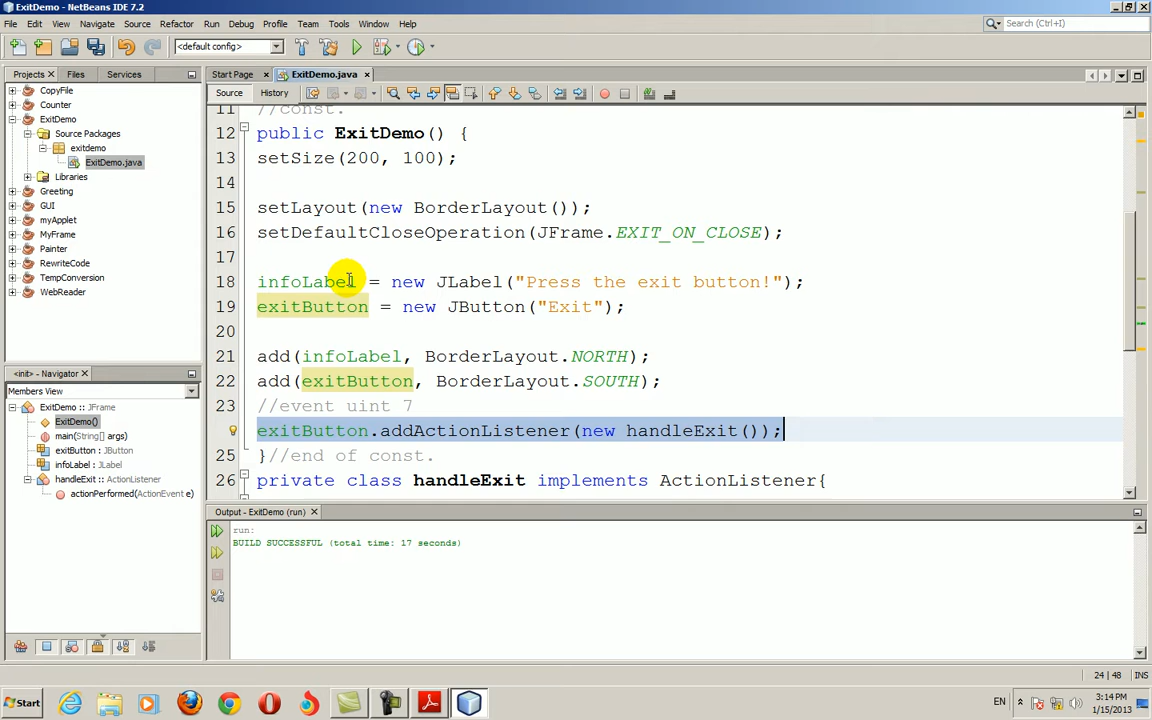 ExitDemo - NetBeans IDE 7.2
File Edit View Navigate Source Refactor Run Debug Profile Team Tools Window Help
Search (Ctrl+I)
<default config>
Projects Files Services
Start Page ExitDemo.java
Source History
CopyFile
Counter
ExitDemo
Source Packages
exitdemo
ExitDemo.java
Libraries
Greeting
GUI
myApplet
MyFrame
Painter
RewriteCode
TempConversion
WebReader
11 //const.
12 public ExitDemo() {
13 setSize(200, 100);
14
15 setLayout(new BorderLayout());
16 setDefaultCloseOperation(JFrame.EXIT_ON_CLOSE);
17
18 infoLabel = new JLabel("Press the exit button!");
19 exitButton = new JButton("Exit");
20
21 add(infoLabel, BorderLayout.NORTH);
22 add(exitButton, BorderLayout.SOUTH);
23 //event uint 7
exitButton.addActionListener(new handleExit());
25 }//end of const.
26 private class handleExit implements ActionListener{
<init> - Navigator
Members View
ExitDemo :: JFrame
ExitDemo()
main(String[] args)
exitButton : JButton
infoLabel : JLabel
handleExit :: ActionListener
actionPerformed(ActionEvent e)
Output - ExitDemo (run)
run:
BUILD SUCCESSFUL (total time: 17 seconds)
24 | 48 INS
Start
EN
3:14 PM
1/15/2013